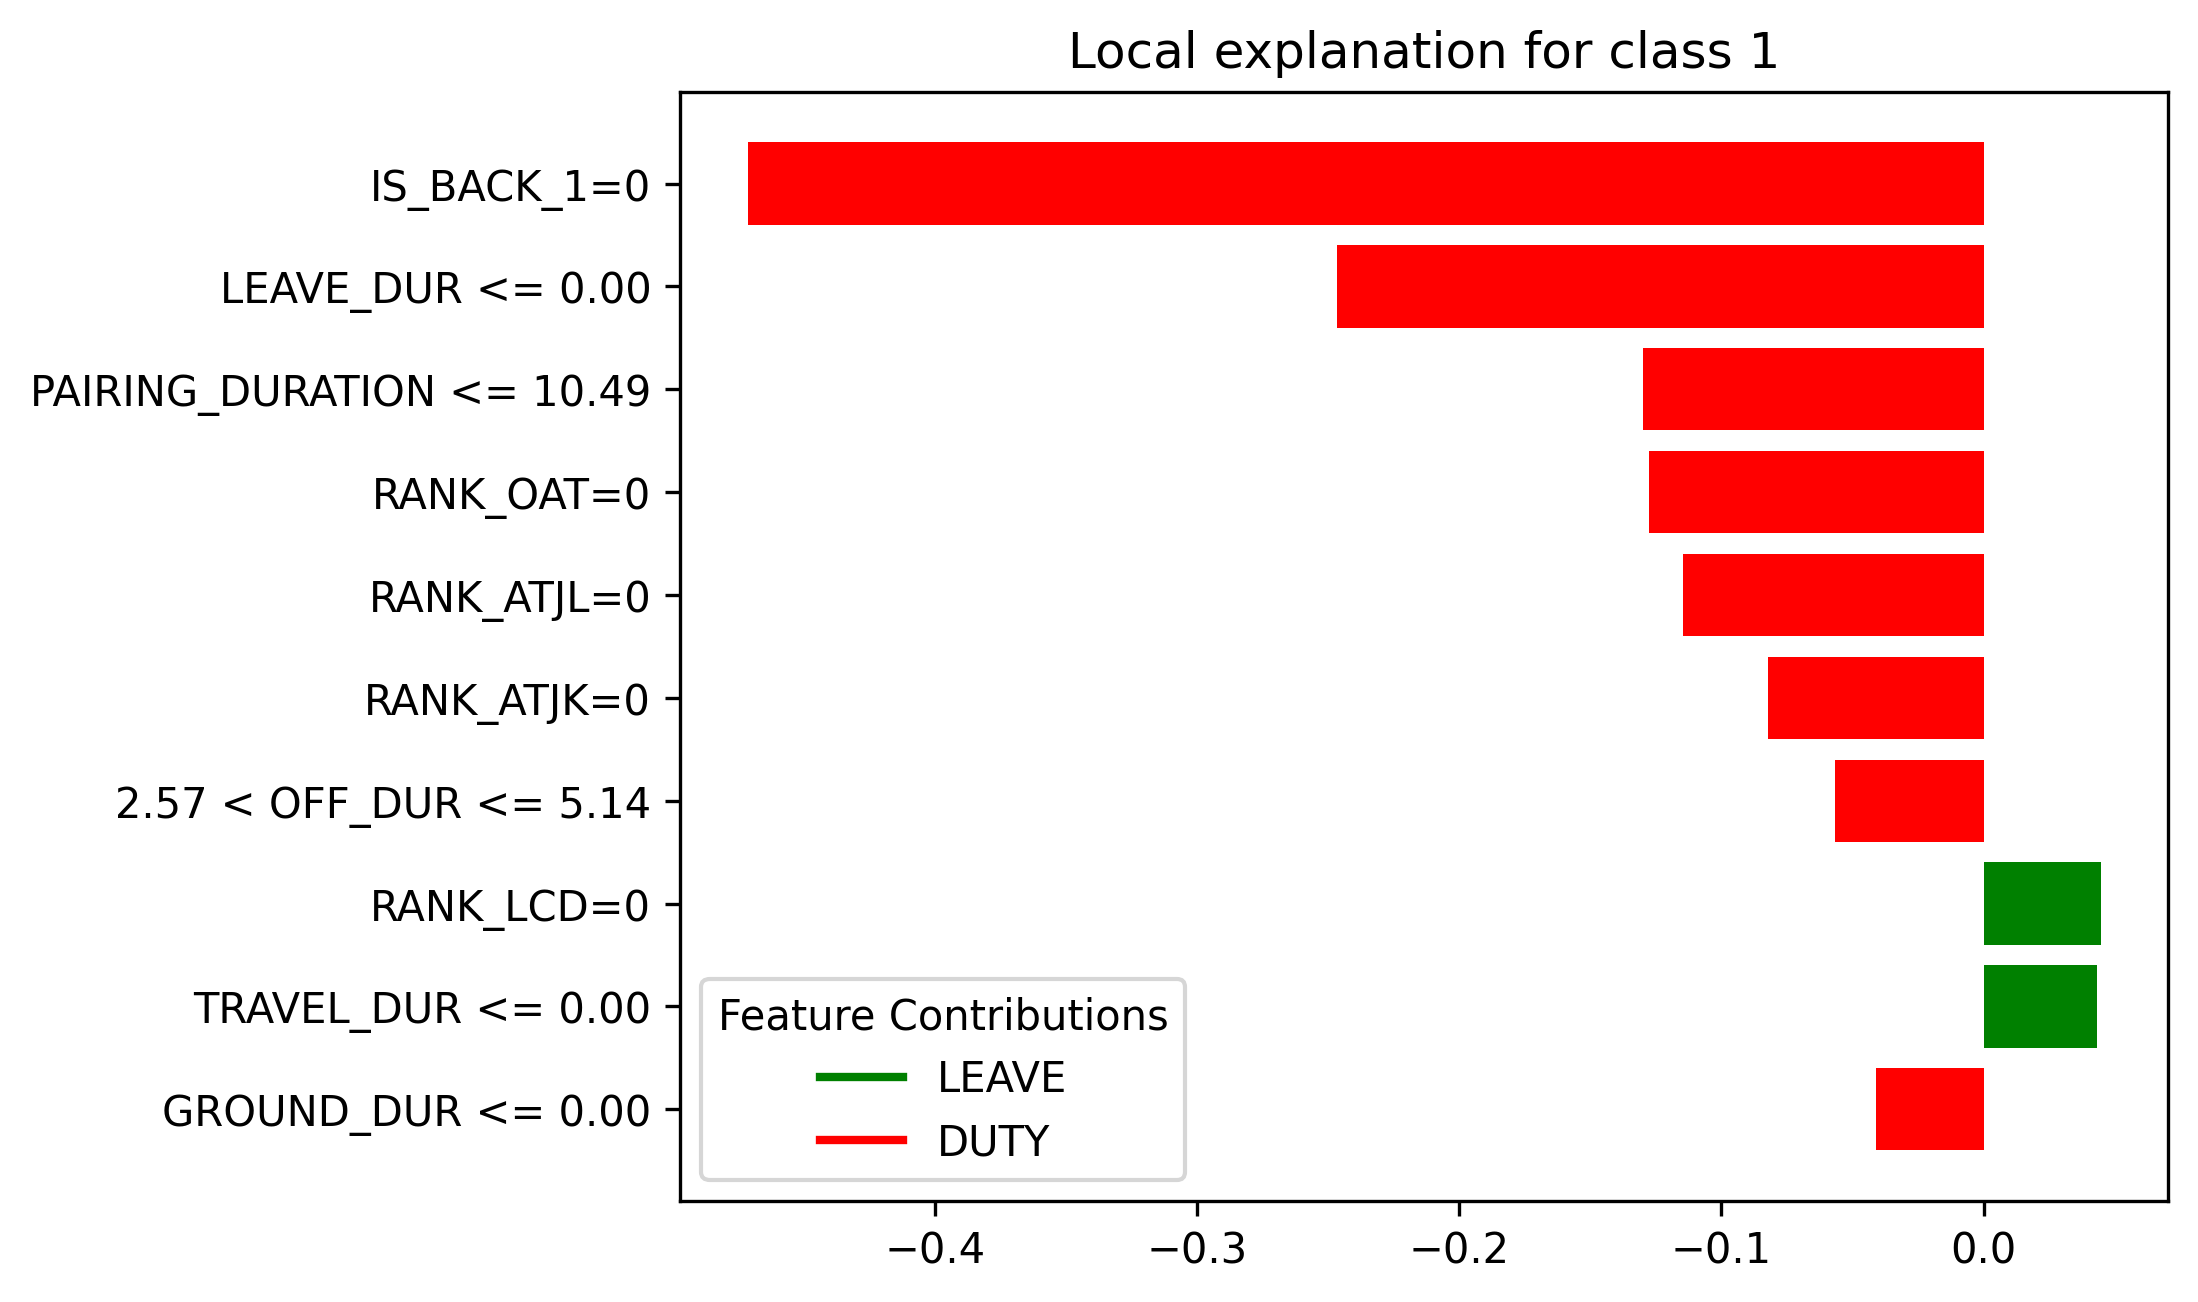 Local explanation for class 1
IS_BACK_1=0
LEAVE_DUR <= 0.00
PAIRING_DURATION <= 10.49
RANK_OAT=0
RANK_ATJL=0
RANK_ATJK=0
2.57 < OFF_DUR <= 5.14
RANK_LCD=0
TRAVEL_DUR <= 0.00
GROUND_DUR <= 0.00
Feature Contributions
LEAVE
DUTY
−0.4 −0.3 −0.2 −0.1 0.0